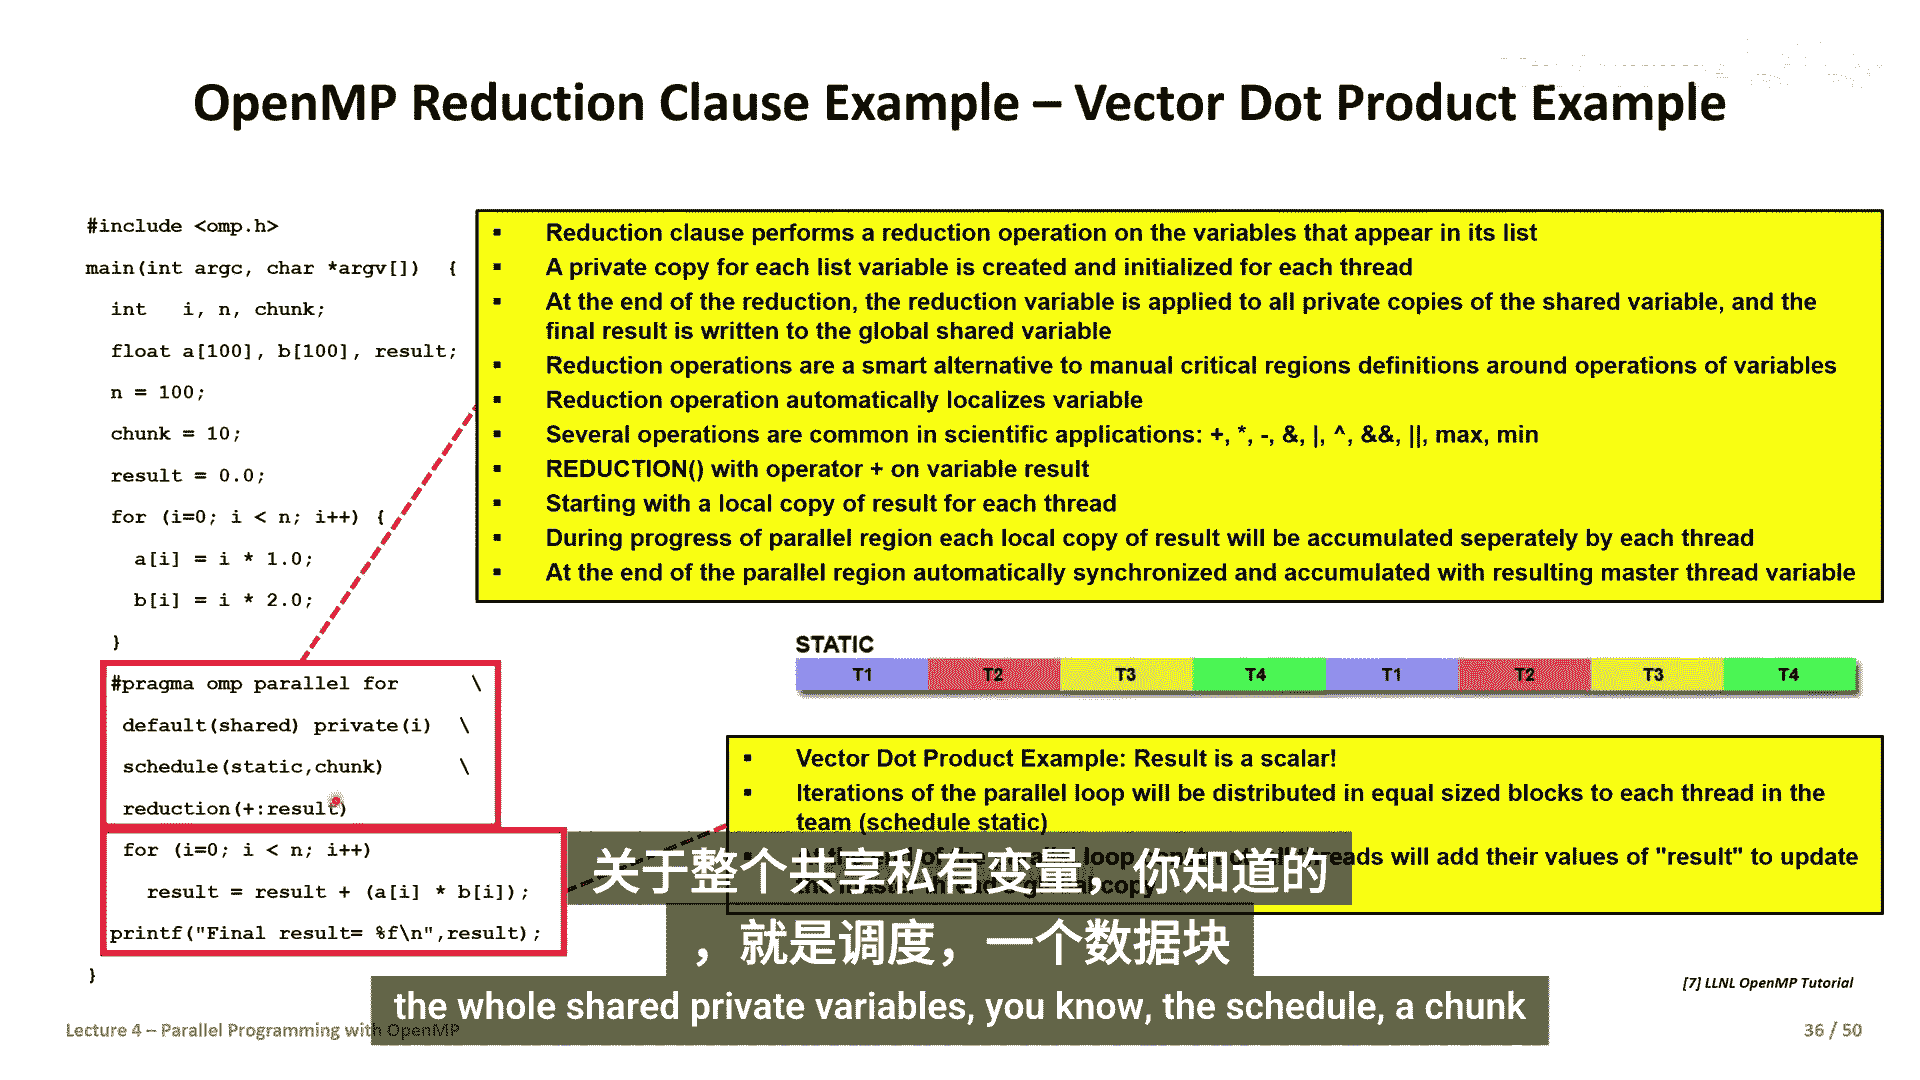 OpenMP Reduction Clause Example – Vector Dot Product Example
#include <omp.h>
main(int argc, char *argv[]) {
int i, n, chunk;
float a[100], b[100], result;
n = 100;
chunk = 10;
result = 0.0;
for (i=0; i < n; i++) {
a[i] = i * 1.0;
b[i] = i * 2.0;
}
#pragma omp parallel for \
default(shared) private(i) \
schedule(static,chunk) \
reduction(+:result)
for (i=0; i < n; i++)
result = result + (a[i] * b[i]);
printf("Final result= %f\n",result);
}
▪ Reduction clause performs a reduction operation on the variables that appear in its list
▪ A private copy for each list variable is created and initialized for each thread
▪ At the end of the reduction, the reduction variable is applied to all private copies of the shared variable, and the
final result is written to the global shared variable
▪ Reduction operations are a smart alternative to manual critical regions definitions around operations of variables
▪ Reduction operation automatically localizes variable
▪ Several operations are common in scientific applications: +, *, -, &, |, ^, &&, ||, max, min
▪ REDUCTION() with operator + on variable result
▪ Starting with a local copy of result for each thread
▪ During progress of parallel region each local copy of result will be accumulated seperately by each thread
▪ At the end of the parallel region automatically synchronized and accumulated with resulting master thread variable
STATIC
T1 T2 T3 T4 T1 T2 T3 T4
▪ Vector Dot Product Example: Result is a scalar!
▪ Iterations of the parallel loop will be distributed in equal sized blocks to each thread in the
team (schedule static)
loop threads will add their values of "result" to update
copy
关于整个共享私有变量，你知道的
，就是调度，一个数据块
the whole shared private variables, you know, the schedule, a chunk
[7] LLNL OpenMP Tutorial
Lecture 4 – Parallel Programming with OpenMP
36 / 50